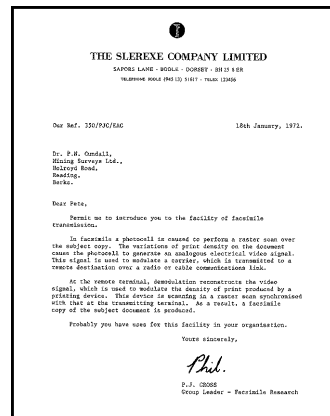 THE SLEREXE COMPANY LIMITED
SAPORS LANE - BOOLE - DORSET - BH 25 8 ER
TELEPHONE BOOLE (945 13) 51617 - TELEX 123456
Our Ref. 350/PJC/EAC 18th January, 1972.
Dr. P.N. Cundall,
Mining Surveys Ltd.,
Holroyd Road,
Reading,
Berks.
Dear Pete,
Permit me to introduce you to the facility of facsimile
transmission.
In facsimile a photocell is caused to perform a raster scan over
the subject copy. The variations of print density on the document
cause the photocell to generate an analogous electrical video signal.
This signal is used to modulate a carrier, which is transmitted to a
remote destination over a radio or cable communications link.
At the remote terminal, demodulation reconstructs the video
signal, which is used to modulate the density of print produced by a
printing device. This device is scanning in a raster scan synchronised
with that at the transmitting terminal. As a result, a facsimile
copy of the subject document is produced.
Probably you have uses for this facility in your organisation.
Yours sincerely,
Phil.
P.J. CROSS
Group Leader - Facsimile Research